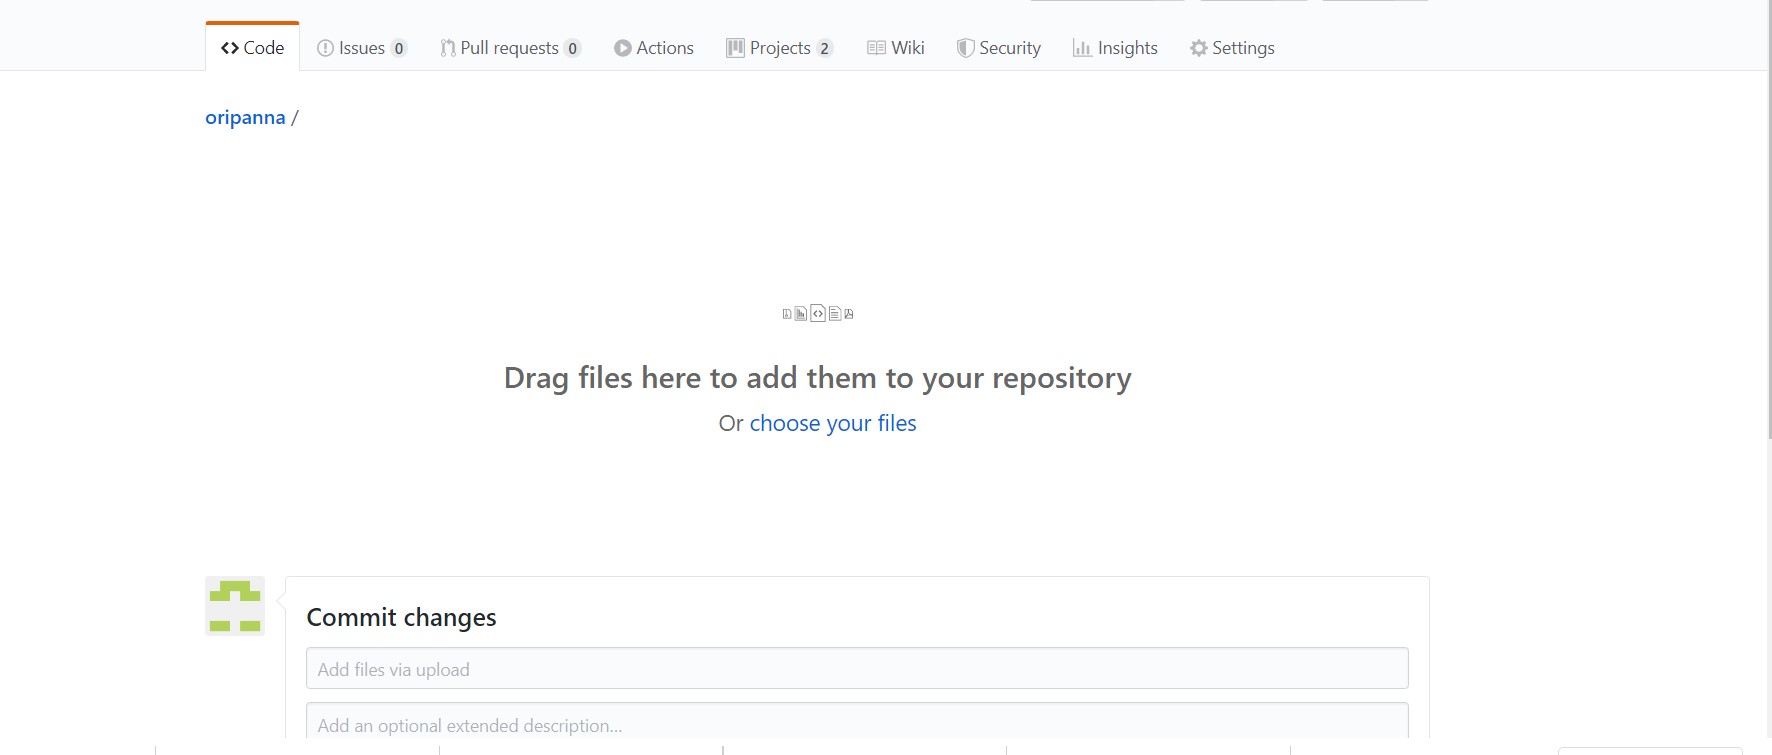 Code Issues 0 Pull requests 0 Actions Projects 2 Wiki Security Insights Settings
oripanna /
Drag files here to add them to your repository
Or choose your files
Commit changes
Add files via upload
Add an optional extended description...